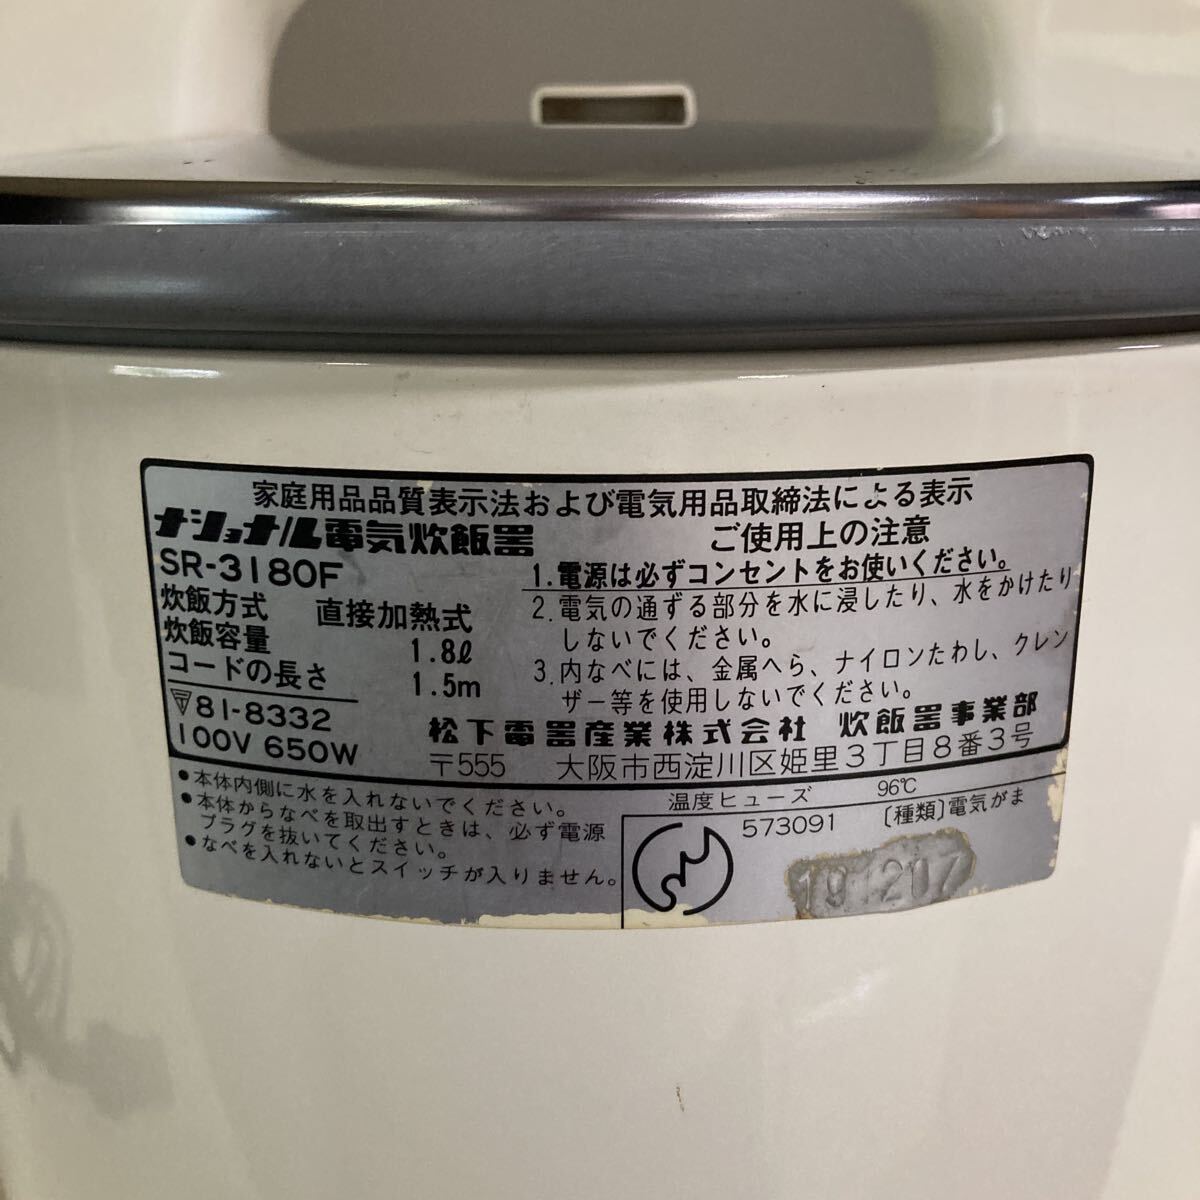 家庭用品品質表示法および電気用品取締法による表示
ナショナル電気炊飯器
SR-3180F
炊飯方式 直接加熱式
炊飯容量 1.8ℓ
コードの長さ 1.5m
〒81-8332
100V 650W
ご使用上の注意
1.電源は必ずコンセントをお使いください。
2.電気の通ずる部分を水に浸したり、水をかけたり
しないでください。
3.内なべには、金属へら、ナイロンたわし、クレン
ザー等を使用しないでください。
松下電器産業株式会社 炊飯器事業部
〒555 大阪市西淀川区姫里3丁目8番3号
●本体内側に水を入れないでください。
●本体からなべを取出すときは、必ず電源
プラグを抜いてください。
●なべを入れないとスイッチが入りません。
温度ヒューズ 96℃
573091 〔種類〕電気がま
191207